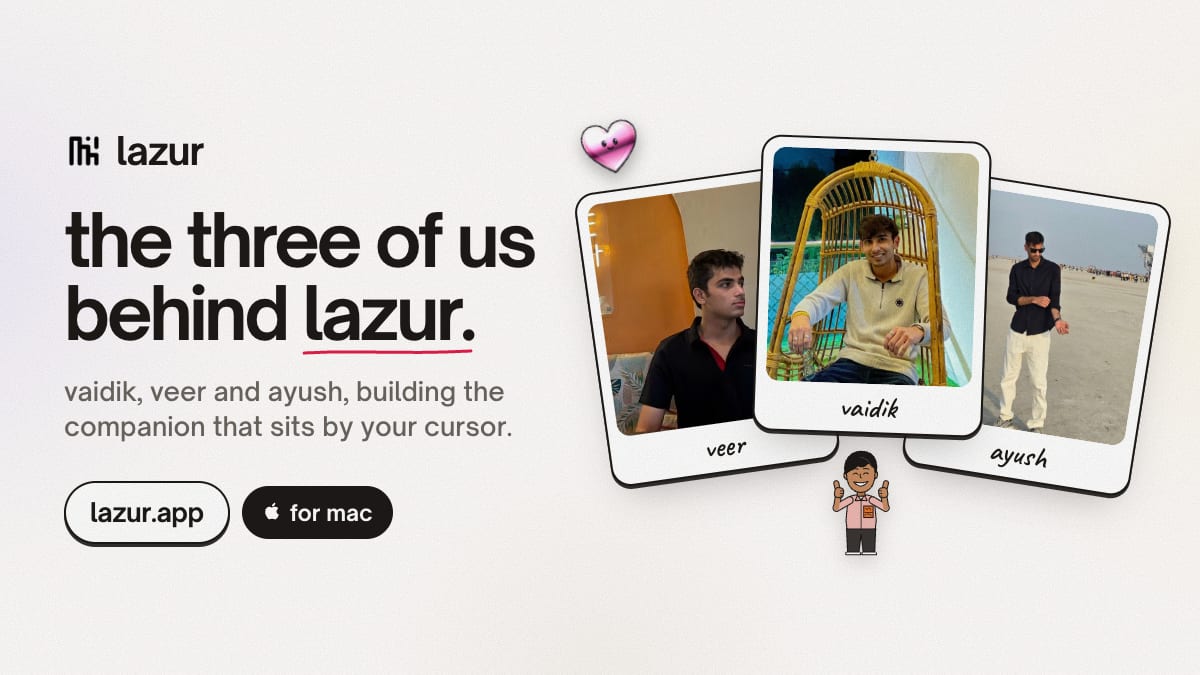 lazur
the three of us
behind lazur.
vaidik, veer and ayush, building the
companion that sits by your cursor.
lazur.app
for mac
veer
vaidik
ayush